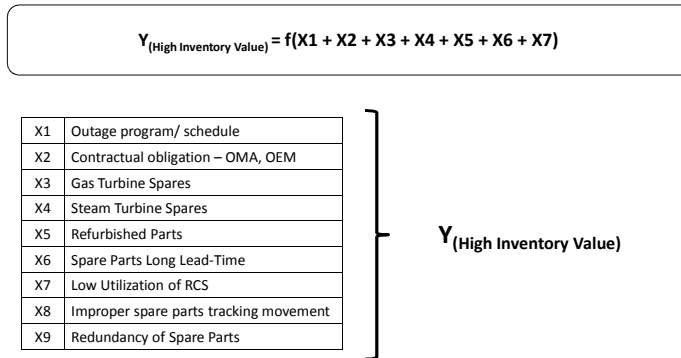 Y(High Inventory Value) = f(X1 + X2 + X3 + X4 + X5 + X6 + X7)
X1 Outage program/ schedule
X2 Contractual obligation – OMA, OEM
X3 Gas Turbine Spares
X4 Steam Turbine Spares
X5 Refurbished Parts
X6 Spare Parts Long Lead-Time
X7 Low Utilization of RCS
X8 Improper spare parts tracking movement
X9 Redundancy of Spare Parts
Y(High Inventory Value)